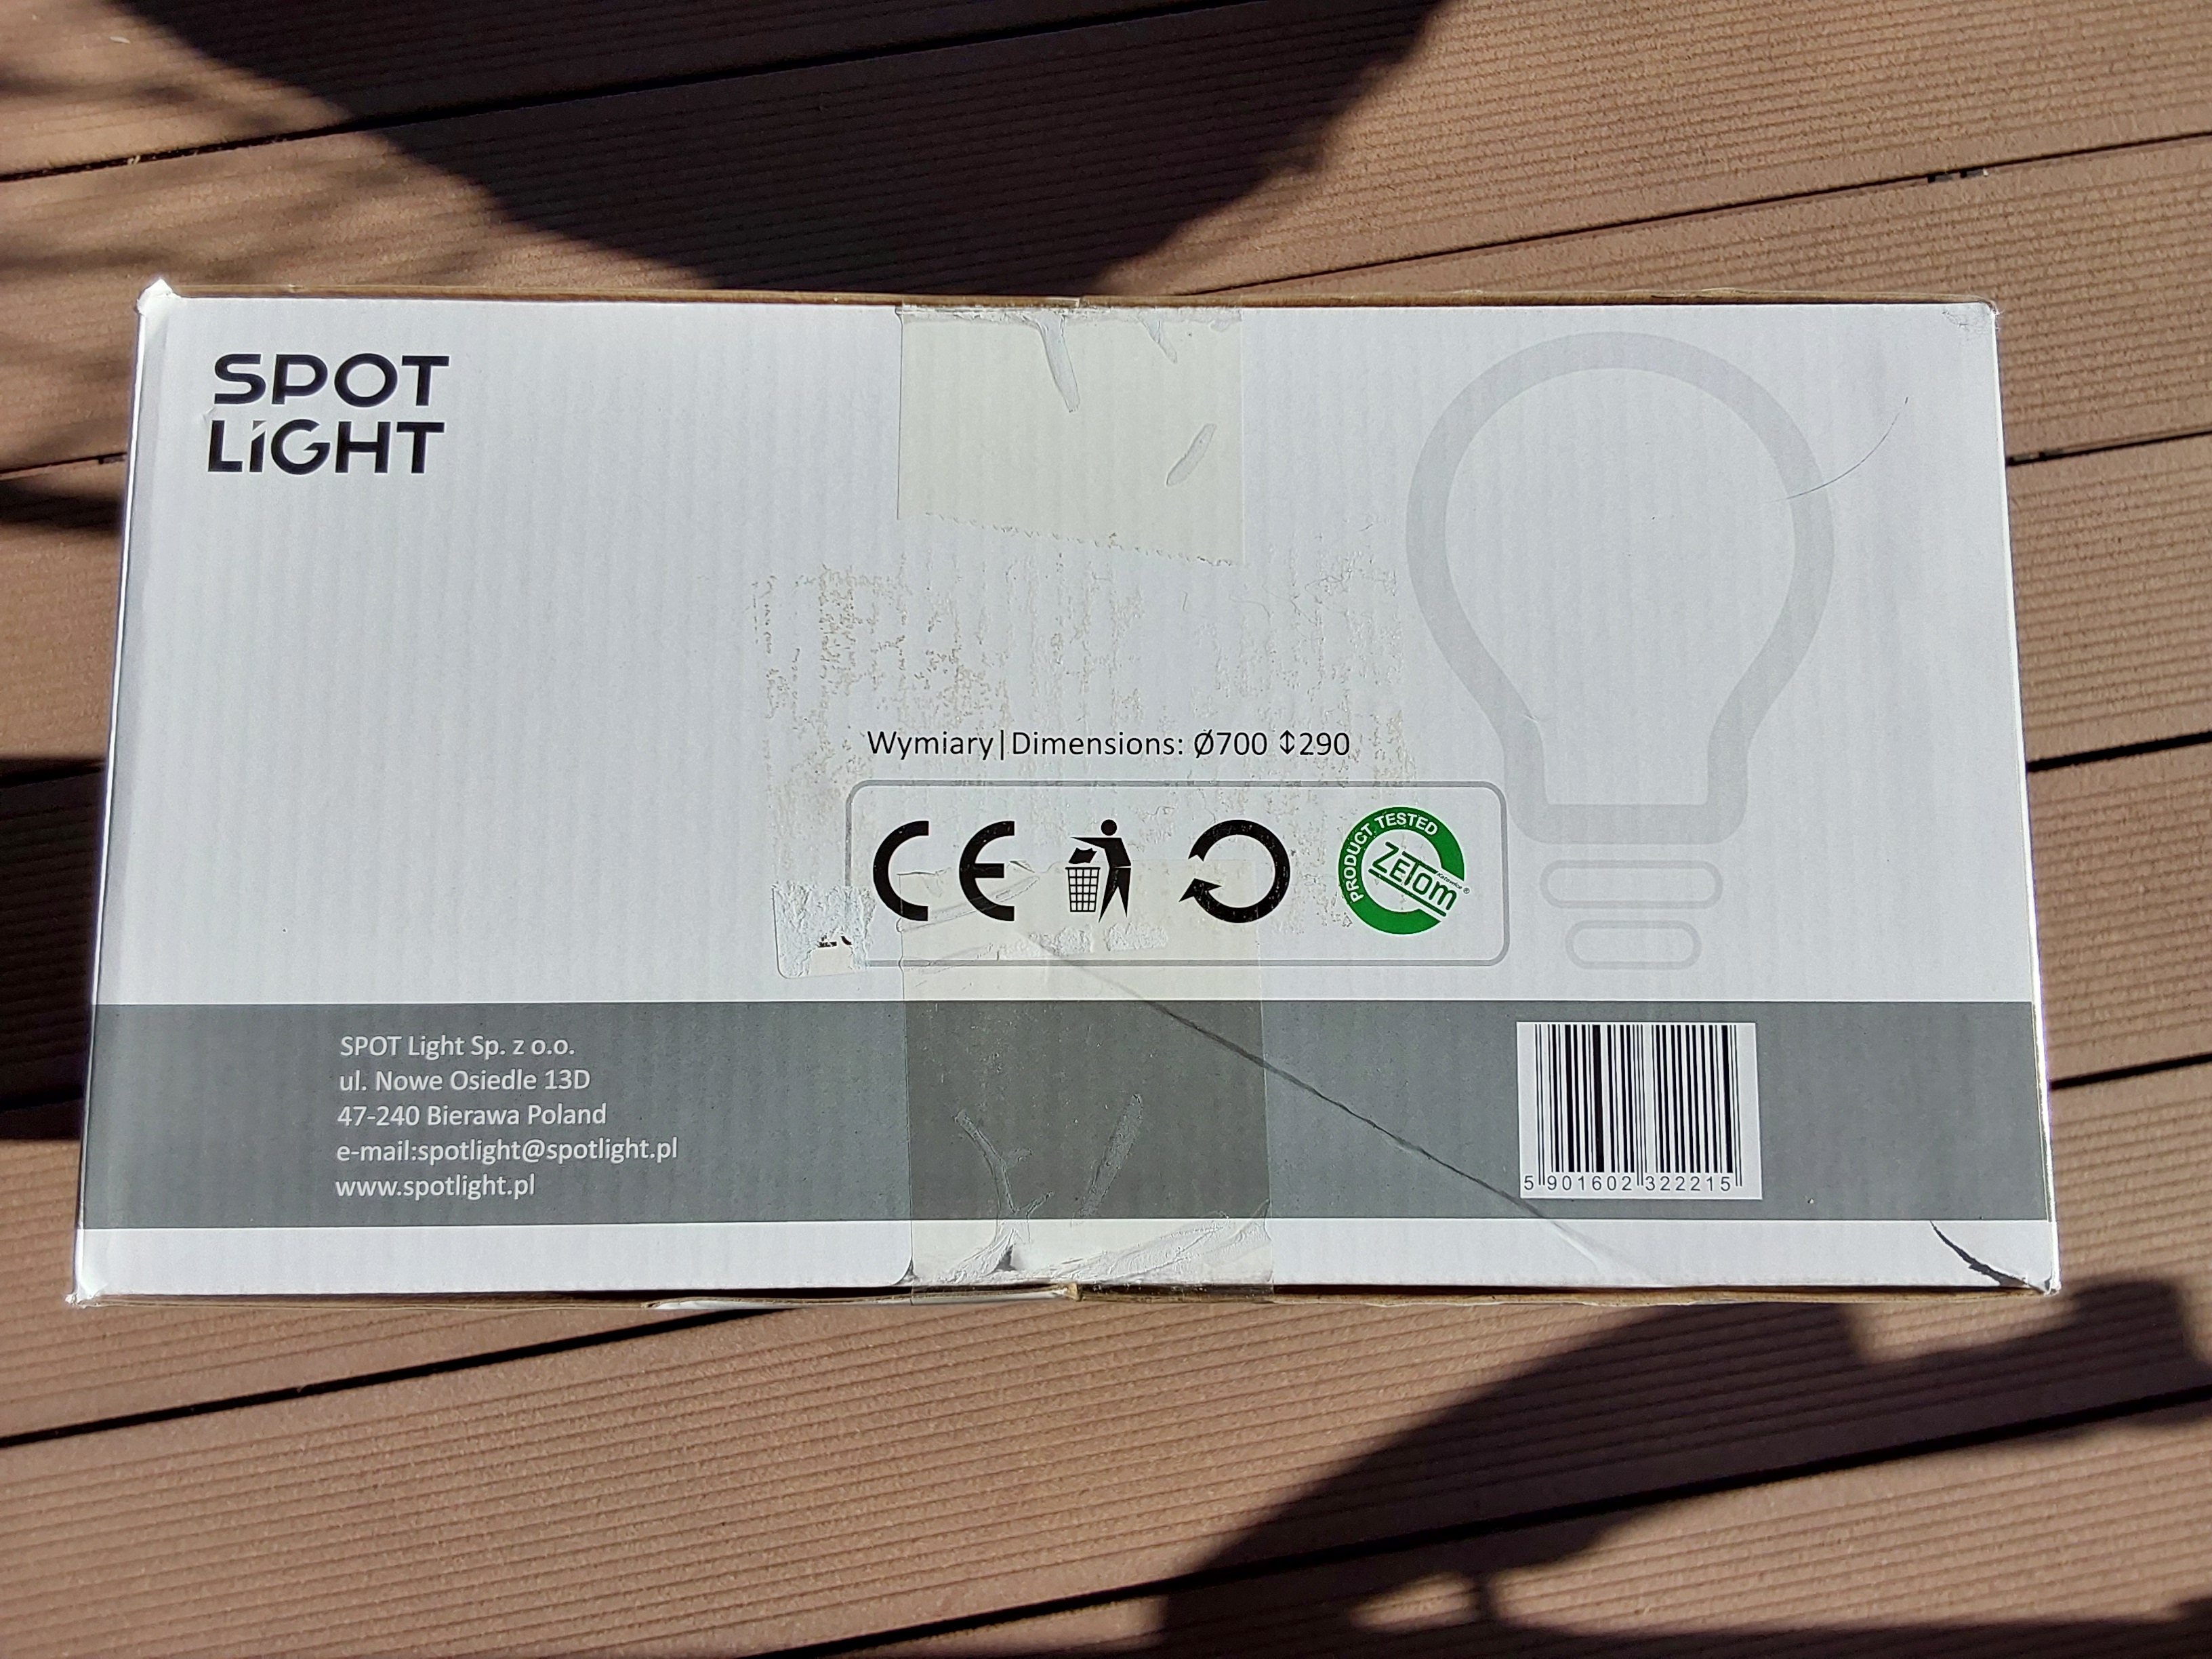 SPOT
LiGHT
Wymiary|Dimensions: Ø700 ↕290
CE
PRODUCT TESTED
ZETOM
Katowice ®
SPOT Light Sp. z o.o.
ul. Nowe Osiedle 13D
47-240 Bierawa Poland
e-mail:spotlight@spotlight.pl
www.spotlight.pl
5 901602 322215